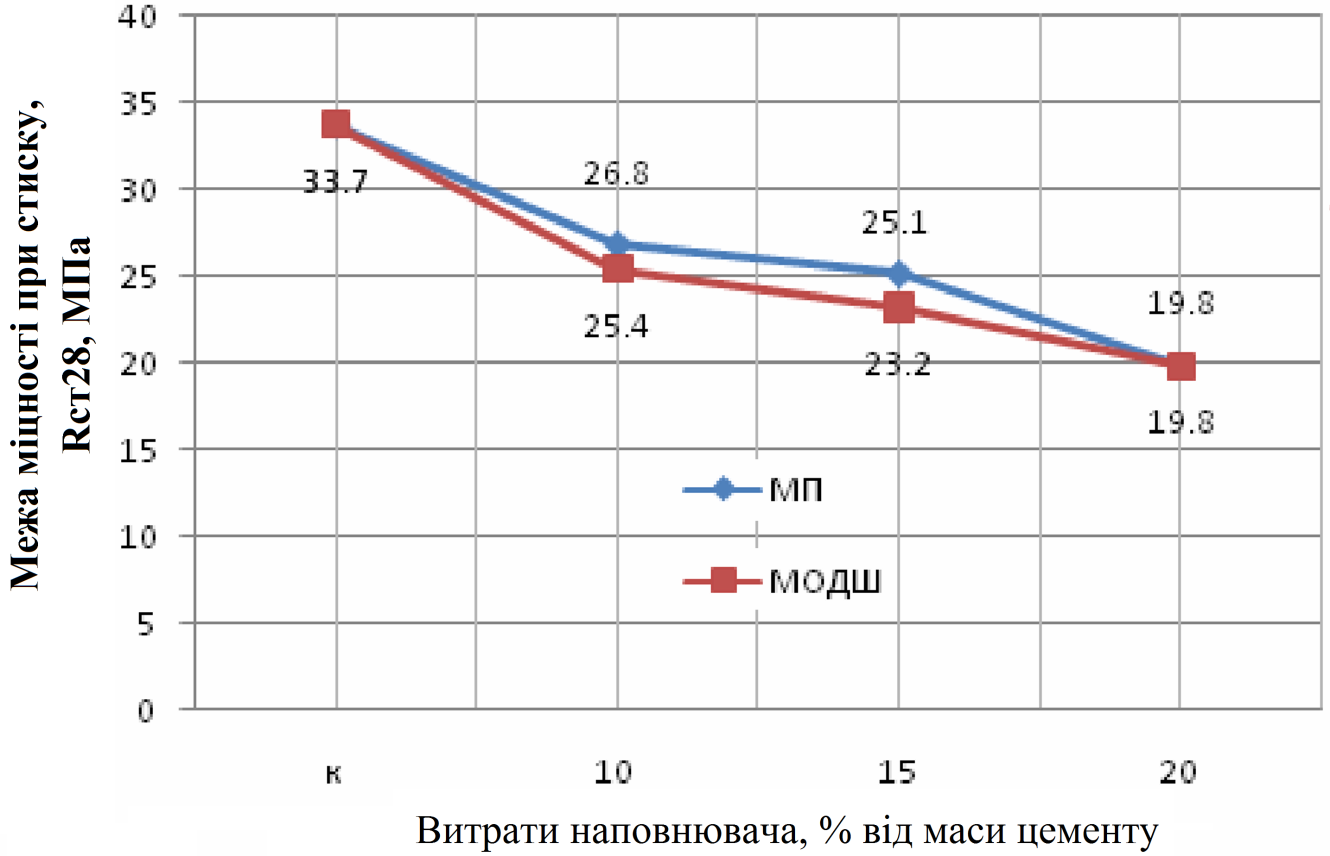 Межа міцності при стиску,
Rст28, МПа
40
35
30
25
20
15
10
5
0
33.7
26.8
25.4
25.1
23.2
19.8
19.8
МП
МОДШ
к 10 15 20
Витрати наповнювача, % від маси цементу